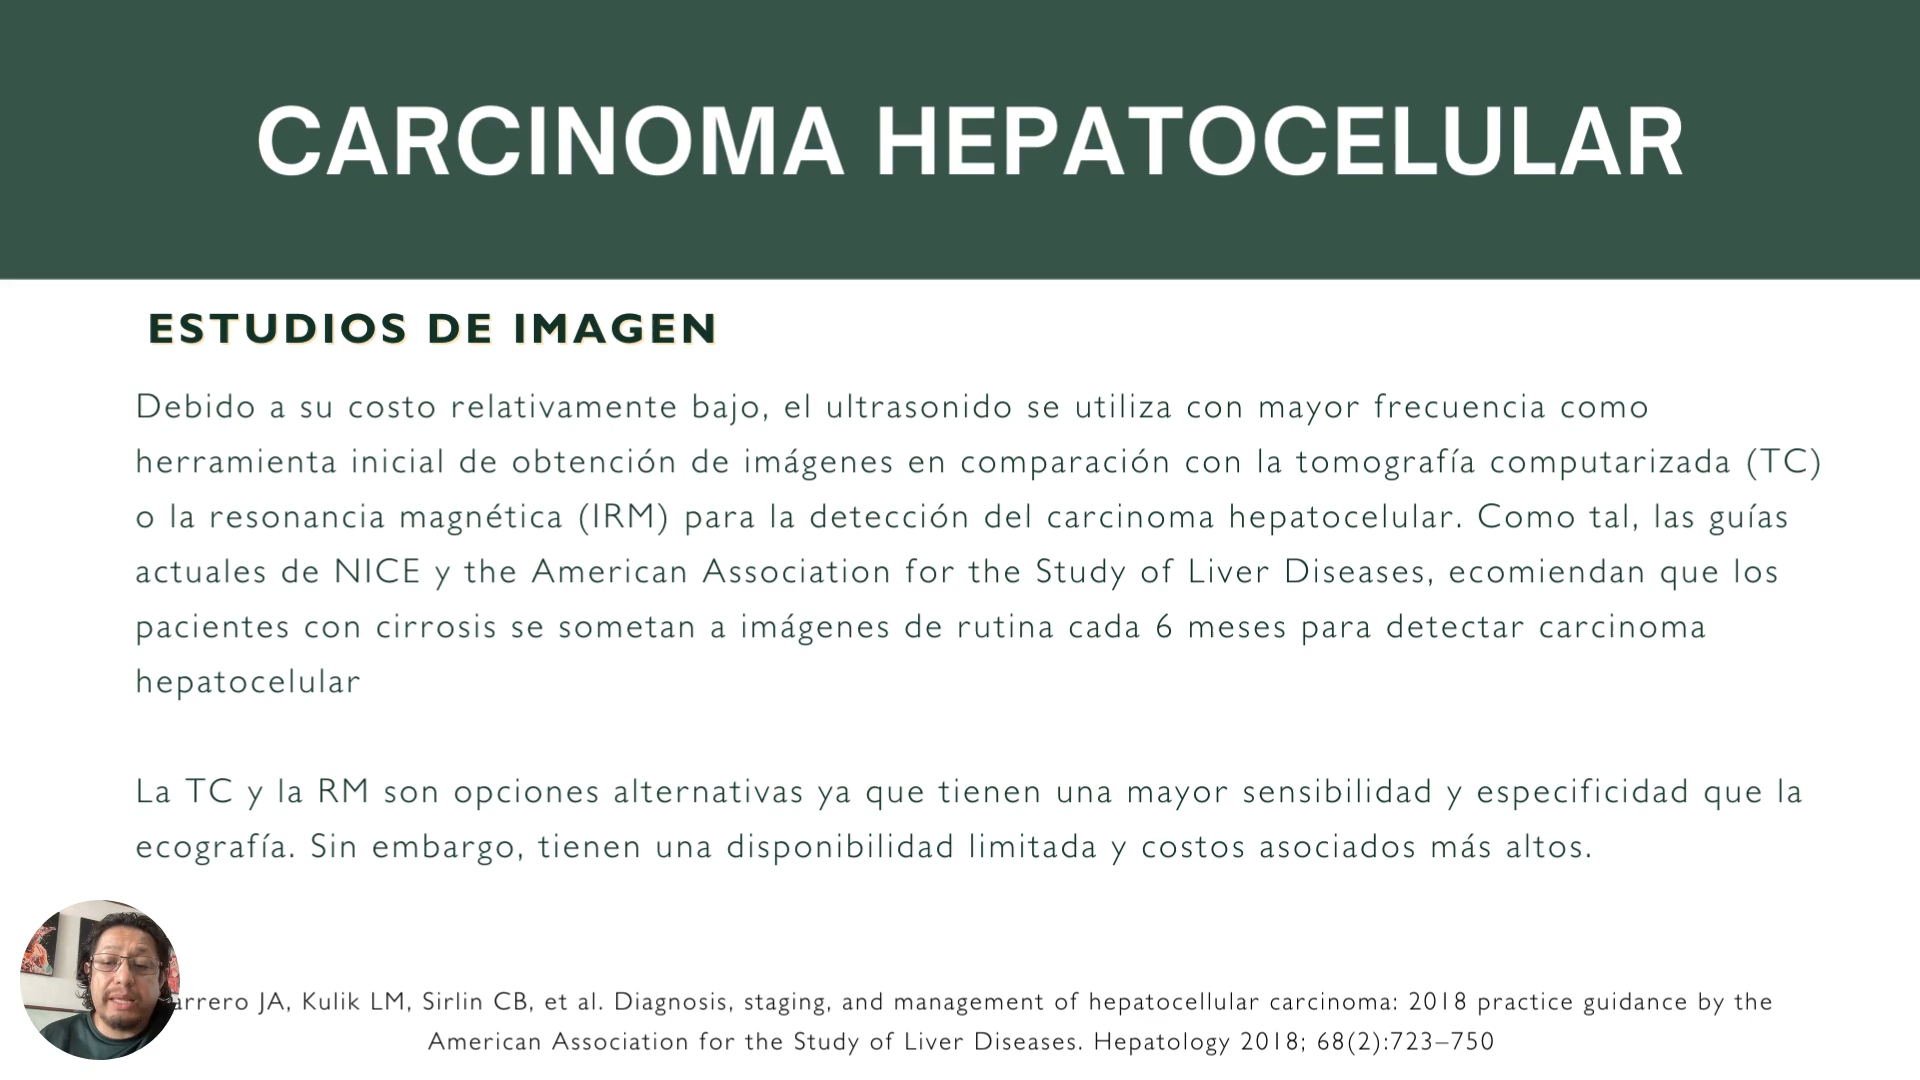 CARCINOMA HEPATOCELULAR
ESTUDIOS DE IMAGEN
Debido a su costo relativamente bajo, el ultrasonido se utiliza con mayor frecuencia como
herramienta inicial de obtención de imágenes en comparación con la tomografía computarizada (TC)
o la resonancia magnética (IRM) para la detección del carcinoma hepatocelular. Como tal, las guías
actuales de NICE y the American Association for the Study of Liver Diseases, ecomiendan que los
pacientes con cirrosis se sometan a imágenes de rutina cada 6 meses para detectar carcinoma
hepatocelular
La TC y la RM son opciones alternativas ya que tienen una mayor sensibilidad y especificidad que la
ecografía. Sin embargo, tienen una disponibilidad limitada y costos asociados más altos.
JA, Kulik LM, Sirlin CB, et al. Diagnosis, staging, and management of hepatocellular carcinoma: 2018 practice guidance by the
American Association for the Study of Liver Diseases. Hepatology 2018; 68(2):723–750